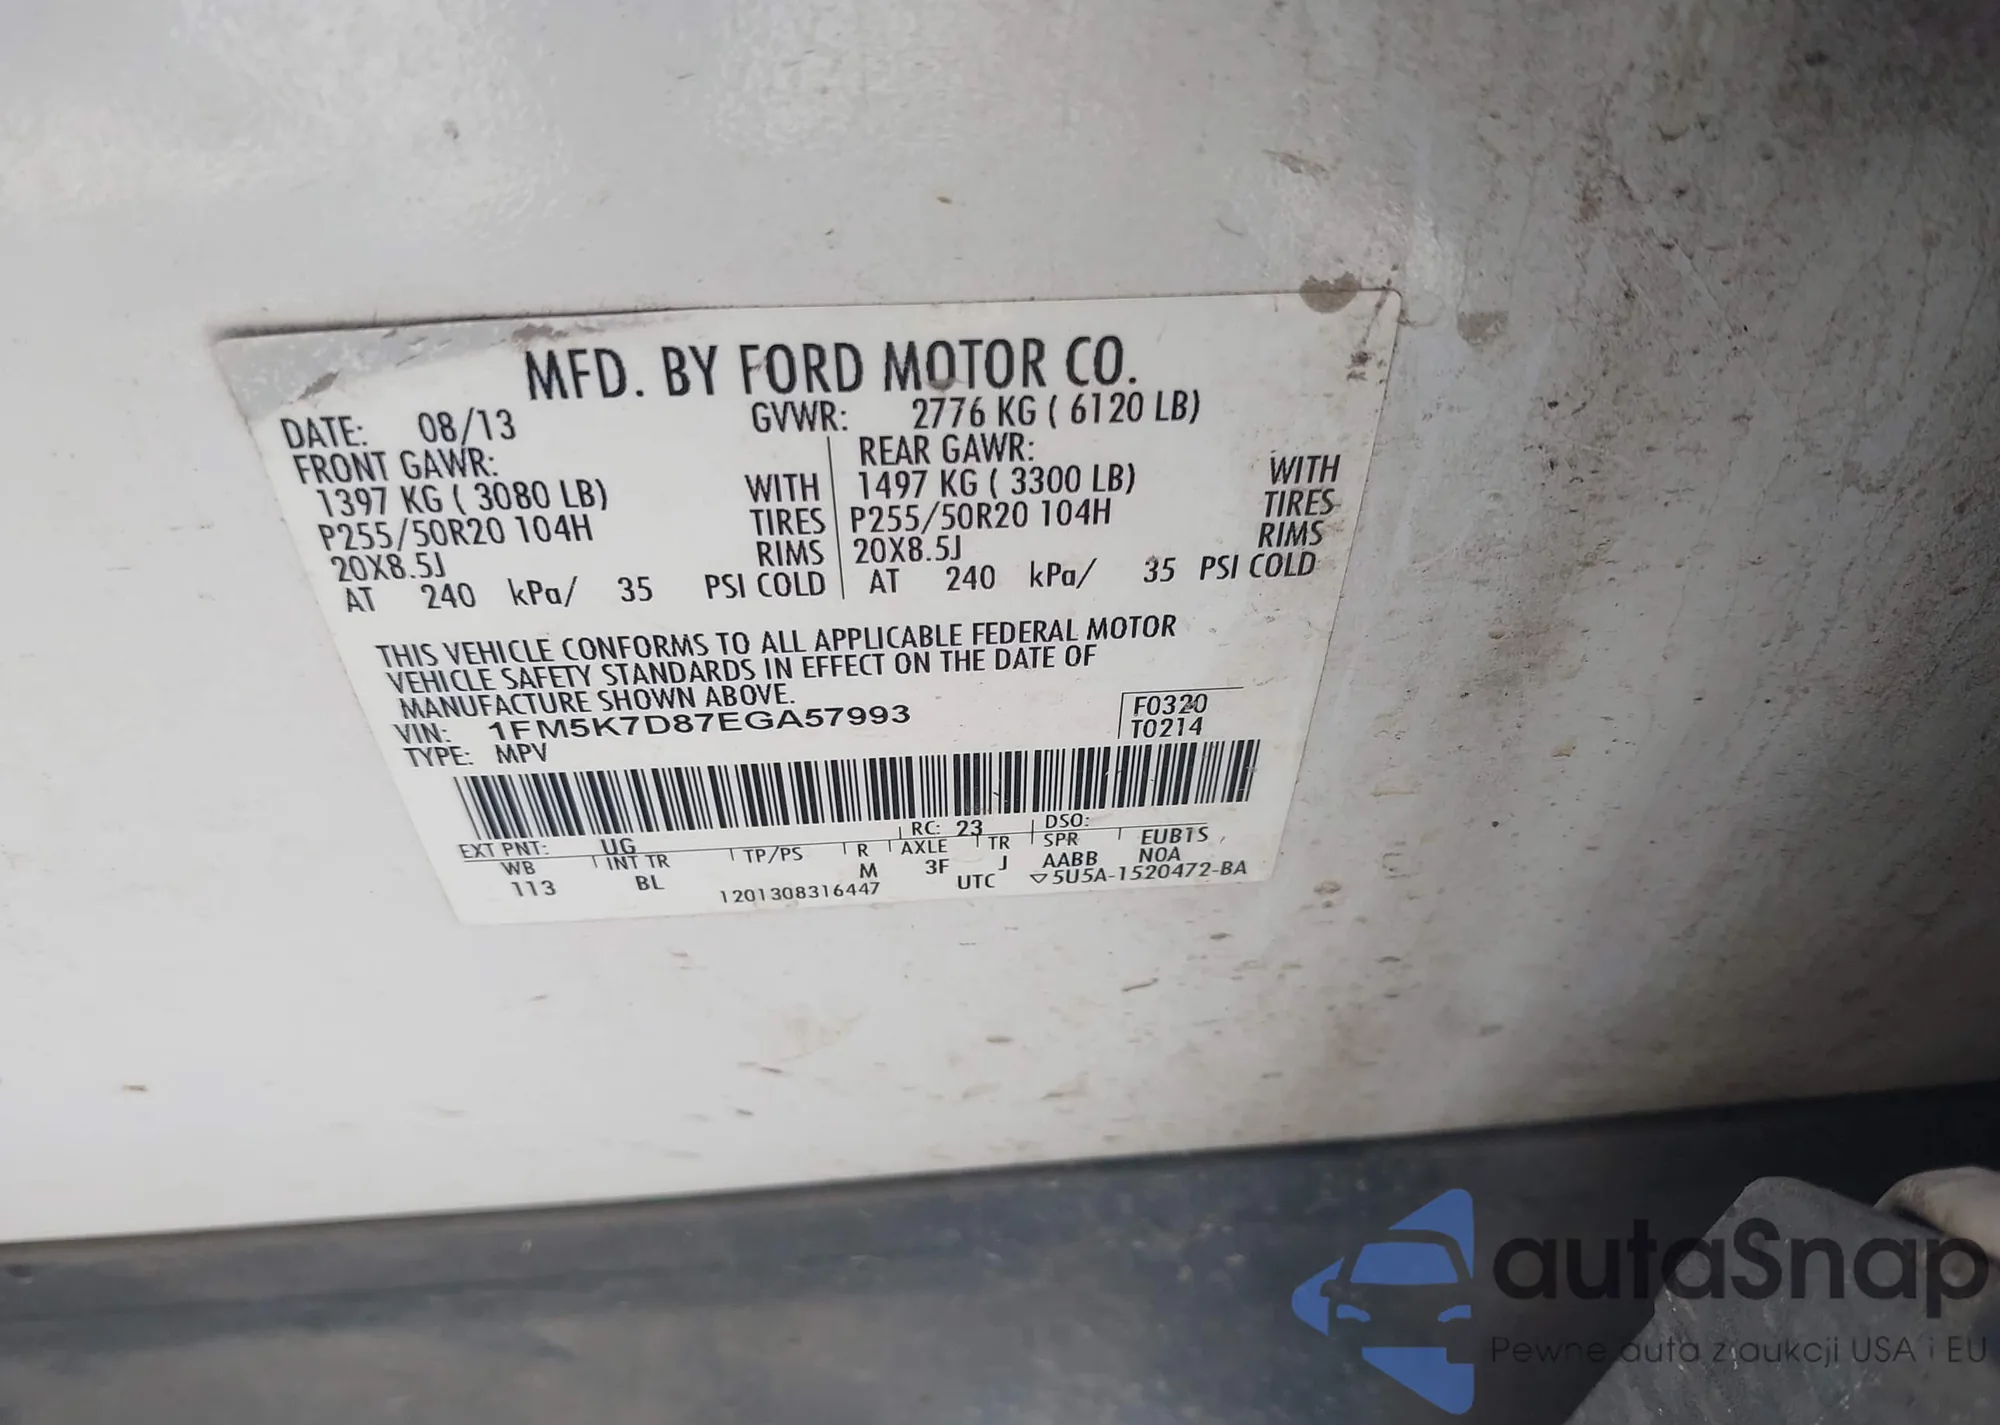 MFD. BY FORD MOTOR CO.
DATE: 08/13 GVWR: 2776 KG ( 6120 LB)
FRONT GAWR: REAR GAWR:
1397 KG ( 3080 LB) WITH 1497 KG ( 3300 LB) WITH
P255/50R20 104H TIRES P255/50R20 104H TIRES
20X8.5J RIMS 20X8.5J RIMS
AT 240 kPa/ 35 PSI COLD AT 240 kPa/ 35 PSI COLD
THIS VEHICLE CONFORMS TO ALL APPLICABLE FEDERAL MOTOR
VEHICLE SAFETY STANDARDS IN EFFECT ON THE DATE OF
MANUFACTURE SHOWN ABOVE.
VIN: 1FM5K7D87EGA57993 F0320
TYPE: MPV T0214
EXT PNT: UG RC: 23 DSO:
WB INT TR TP/PS R AXLE TR SPR EUB1S
113 BL M 3F J AABB N0A
1201308316447 UTC ▽5U5A-1520472-BA
autaSnap
Pewne auta z aukcji USA i EU